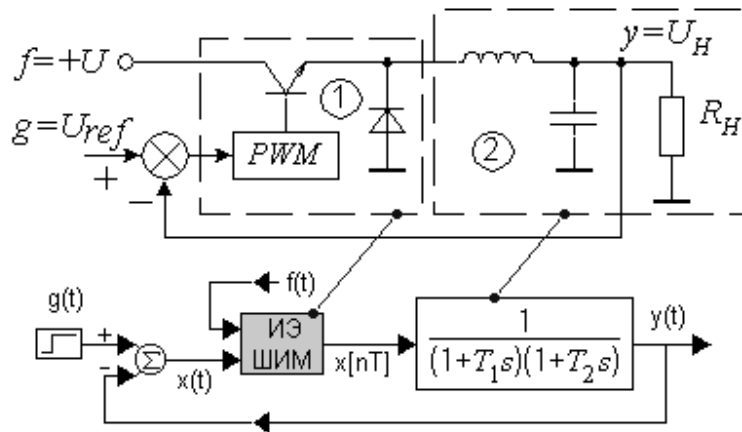 y=U_H
f=+U
1
g=U_ref
R_H
PWM
2
+
−
f(t)
g(t)
+
-
Σ
x(t)
ИЭ
ШИМ
x[nT]
1
(1+T_1s)(1+T_2s)
y(t)